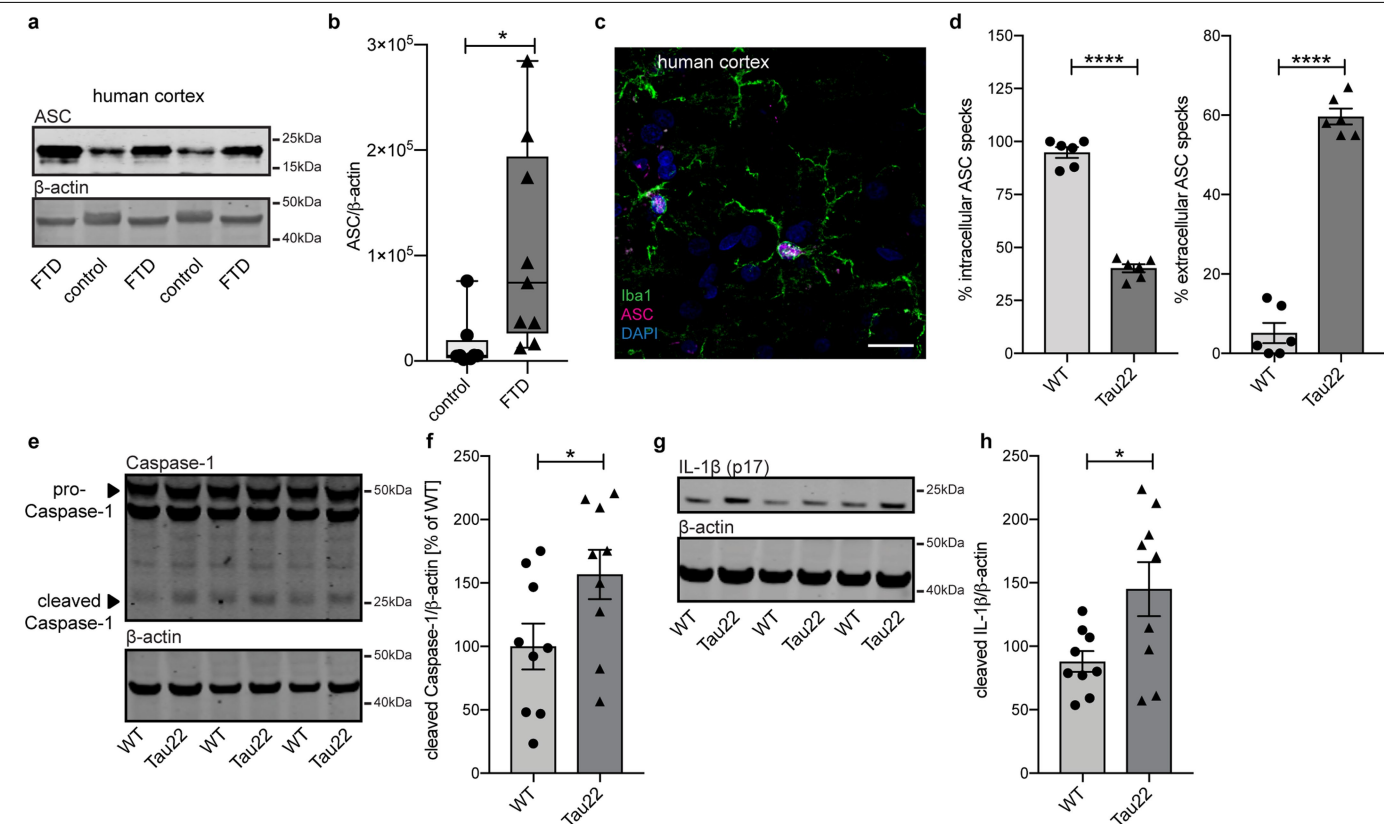 a
human cortex
ASC
25kDa
15kDa
β-actin
50kDa
40kDa
FTD
control
FTD
control
FTD
b
*
3×10⁵
2×10⁵
1×10⁵
0
ASC/β-actin
control
FTD
c
human cortex
Iba1
ASC
DAPI
d
****
150
125
100
75
50
25
0
% intracellular ASC specks
WT
Tau22
****
80
60
40
20
0
% extracellular ASC specks
WT
Tau22
e
Caspase-1
pro-
Caspase-1
50kDa
cleaved
Caspase-1
25kDa
β-actin
50kDa
40kDa
WT
Tau22
WT
Tau22
WT
Tau22
f
*
250
200
150
100
50
0
cleaved Caspase-1/β-actin [% of WT]
WT
Tau22
g
IL-1β (p17)
25kDa
β-actin
50kDa
40kDa
WT
Tau22
WT
Tau22
WT
Tau22
h
*
250
200
150
100
50
0
cleaved IL-1β/β-actin
WT
Tau22